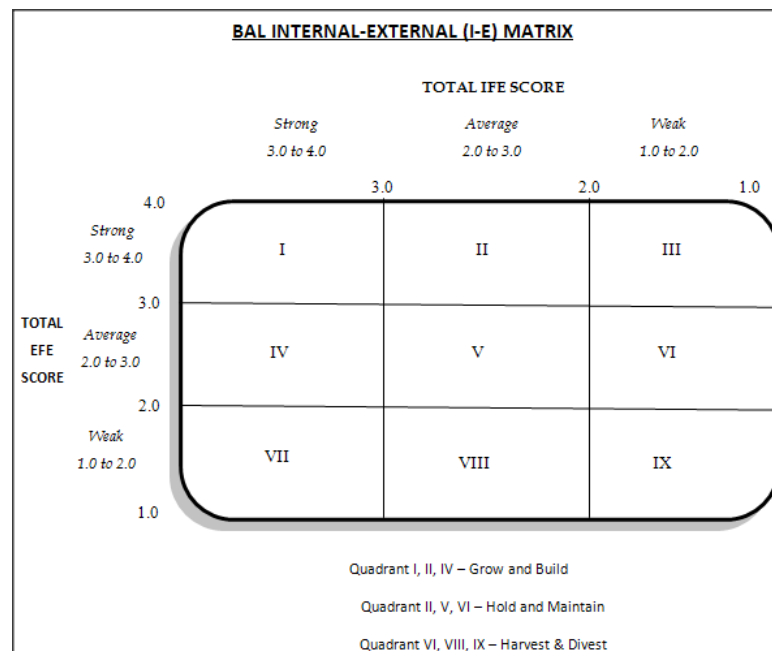 BAL INTERNAL-EXTERNAL (I-E) MATRIX
TOTAL IFE SCORE
Strong Average Weak
3.0 to 4.0 2.0 to 3.0 1.0 to 2.0
3.0 2.0 1.0
4.0
Strong
3.0 to 4.0
I II III
3.0
TOTAL
EFE
SCORE
Average
2.0 to 3.0
IV V VI
2.0
Weak
1.0 to 2.0
VII VIII IX
1.0
Quadrant I, II, IV – Grow and Build
Quadrant II, V, VI – Hold and Maintain
Quadrant VI, VIII, IX – Harvest & Divest